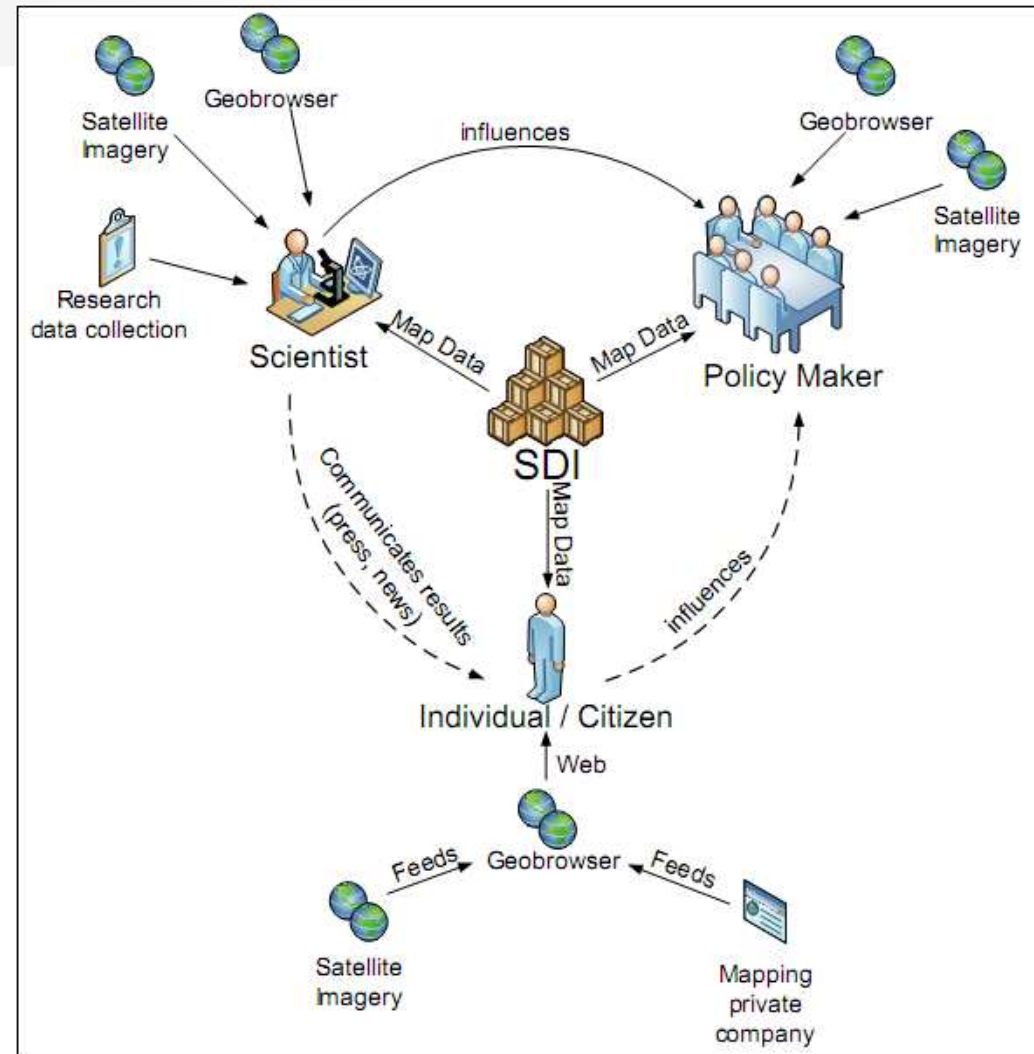 Geobrowser
Satellite
Imagery
influences
Geobrowser
Satellite
Imagery
Research
data collection
Scientist
Map Data
Map Data
Policy Maker
SDI
Map Data
Communicates results
(press, news)
influences
Individual / Citizen
Web
Geobrowser
Feeds
Feeds
Satellite
Imagery
Mapping
private
company